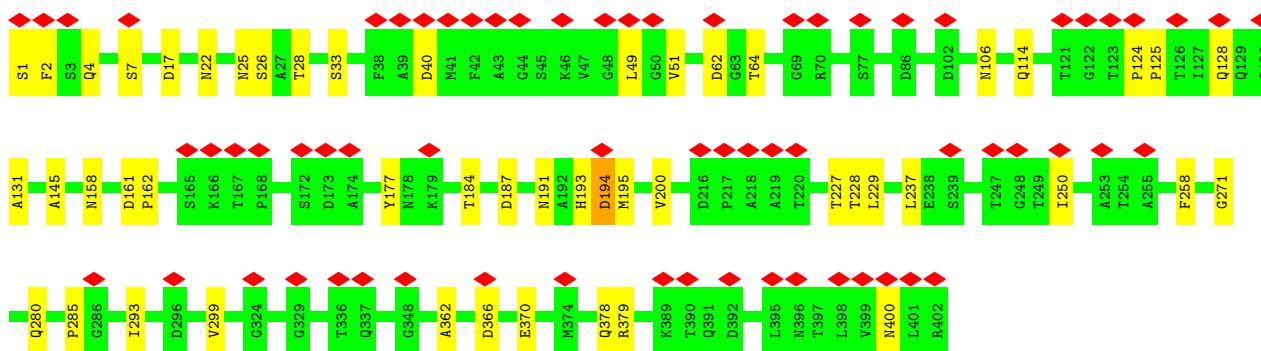 S1 F2 S3 Q4 S7 D17 N22 N25 S26 A27 T28 S33 F38 A39 D40 M41 F42 A43 G44 S45 K46 V47 G48 L49 G50 V51 D62 G63 T64 G69 R70 S77 D86 D102 N106 Q114 T121 G122 T123 P124 P125 T126 I127 Q128 Q129
A131 A145 N158 D161 P162 S165 K166 T167 P168 S172 D173 A174 Y177 N178 K179 T184 D187 N191 A192 H193 D194 M195 V200 D216 P217 A218 A219 T220 T227 T228 L229 L237 E238 S239 T247 G248 T249 I250 A253 T254 A255 F258 G271
Q280 P285 G286 I293 D296 V299 G324 G329 T336 Q337 G348 A362 D366 E370 M374 Q378 R379 K389 T390 Q391 D392 L395 N396 T397 L398 V399 N400 L401 R402